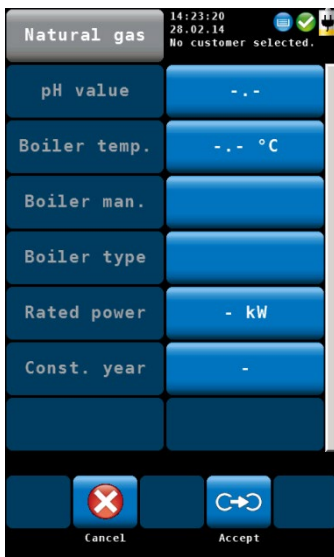 Natural gas
14:23:20
28.02.14
No customer selected.
pH value -.-
Boiler temp. -.- °C
Boiler man.
Boiler type
Rated power - kW
Const. year -
Cancel Accept